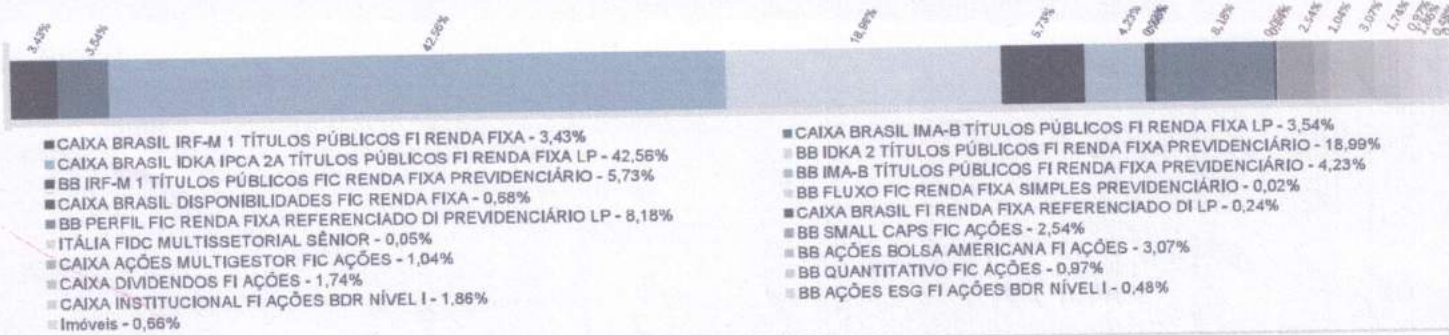 3,43%
3,54%
42,56%
18,99%
5,73%
4,23%
8,18%
2,54%
1,04%
3,07%
1,74%
CAIXA BRASIL IRF-M 1 TÍTULOS PÚBLICOS FI RENDA FIXA - 3,43%
CAIXA BRASIL IDKA IPCA 2A TÍTULOS PÚBLICOS FI RENDA FIXA LP - 42,56%
BB IRF-M 1 TÍTULOS PÚBLICOS FIC RENDA FIXA PREVIDENCIÁRIO - 5,73%
CAIXA BRASIL DISPONIBILIDADES FIC RENDA FIXA - 0,68%
BB PERFIL FIC RENDA FIXA REFERENCIADO DI PREVIDENCIÁRIO LP - 8,18%
ITÁLIA FIDC MULTISSETORIAL SÊNIOR - 0,05%
CAIXA AÇÕES MULTIGESTOR FIC AÇÕES - 1,04%
CAIXA DIVIDENDOS FI AÇÕES - 1,74%
CAIXA INSTITUCIONAL FI AÇÕES BDR NÍVEL I - 1,86%
Imóveis - 0,66%
CAIXA BRASIL IMA-B TÍTULOS PÚBLICOS FI RENDA FIXA LP - 3,54%
BB IDKA 2 TÍTULOS PÚBLICOS FI RENDA FIXA PREVIDENCIÁRIO - 18,99%
BB IMA-B TÍTULOS PÚBLICOS FI RENDA FIXA PREVIDENCIÁRIO - 4,23%
BB FLUXO FIC RENDA FIXA SIMPLES PREVIDENCIÁRIO - 0,02%
CAIXA BRASIL FI RENDA FIXA REFERENCIADO DI LP - 0,24%
BB SMALL CAPS FIC AÇÕES - 2,54%
BB AÇÕES BOLSA AMERICANA FI AÇÕES - 3,07%
BB QUANTITATIVO FIC AÇÕES - 0,97%
BB AÇÕES ESG FI AÇÕES BDR NÍVEL I - 0,48%